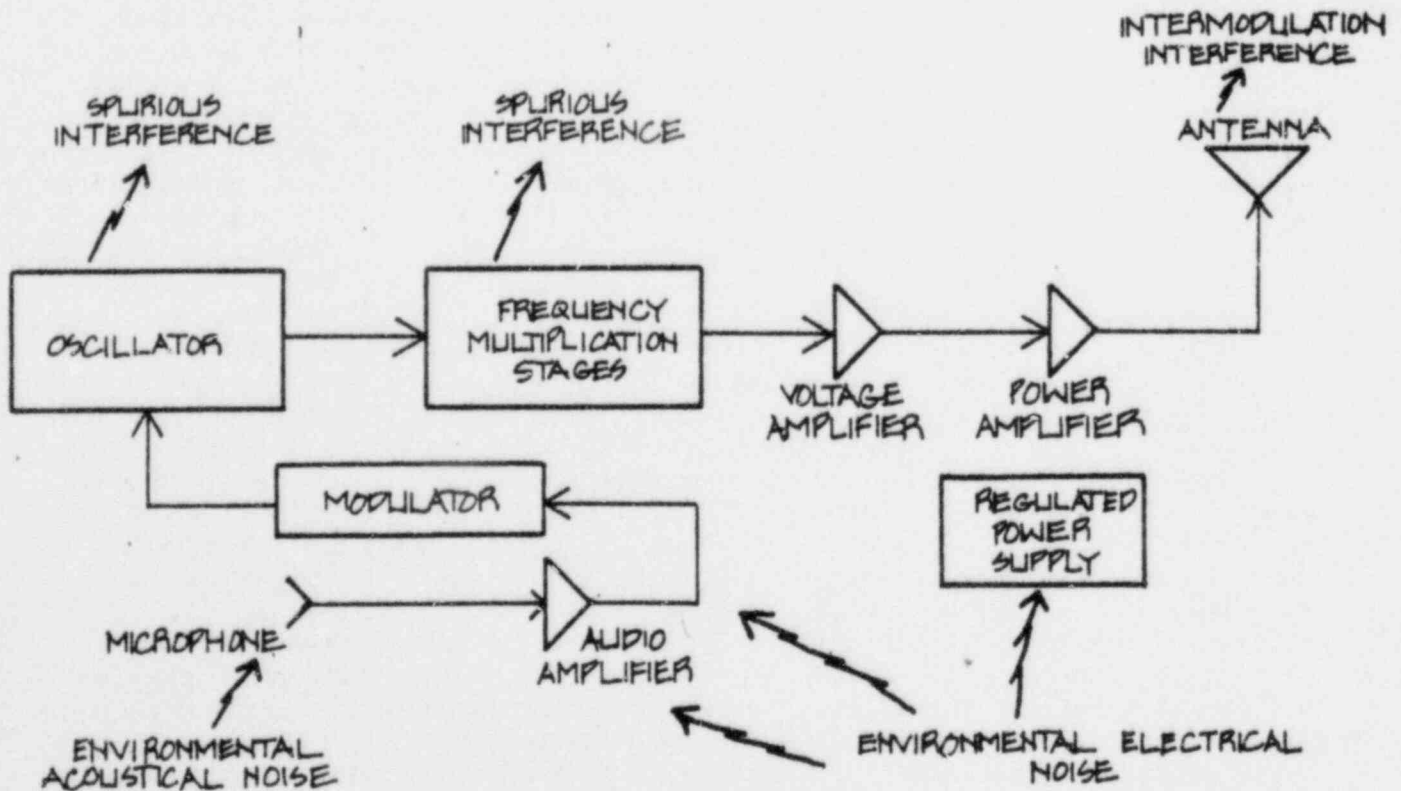 INTERMODULATION
INTERFERENCE
SPURIOUS
INTERFERENCE
SPURIOUS
INTERFERENCE
ANTENNA
OSCILLATOR
FREQUENCY
MULTIPLICATION
STAGES
VOLTAGE
AMPLIFIER
POWER
AMPLIFIER
MODULATOR
REGULATED
POWER
SUPPLY
MICROPHONE
AUDIO
AMPLIFIER
ENVIRONMENTAL
ACOUSTICAL NOISE
ENVIRONMENTAL ELECTRICAL
NOISE